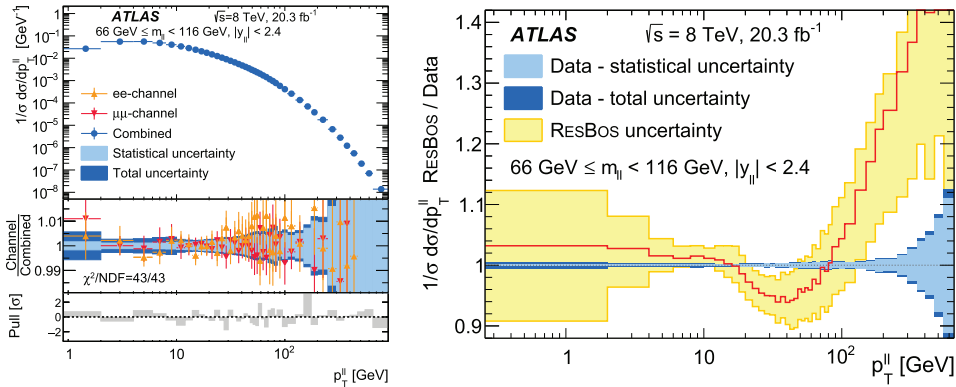 ATLAS
√s=8 TeV, 20.3 fb⁻¹
66 GeV ≤ m_ll < 116 GeV, |y_ll| < 2.4
1/σ dσ/dp_T^ll [GeV⁻¹]
1
10⁻¹
10⁻²
10⁻³
10⁻⁴
10⁻⁵
10⁻⁶
10⁻⁷
10⁻⁸
ee-channel
μμ-channel
Combined
Statistical uncertainty
Total uncertainty
Channel
Combined
1.01
1
0.99
χ²/NDF=43/43
Pull [σ]
2
0
−2
1
10
10²
p_T^ll [GeV]
1/σ dσ/dp_T^ll RESBOS / Data
1.4
1.3
1.2
1.1
1
0.9
ATLAS
√s = 8 TeV, 20.3 fb⁻¹
Data - statistical uncertainty
Data - total uncertainty
RESBOS uncertainty
66 GeV ≤ m_ll < 116 GeV, |y_ll| < 2.4
1
10
10²
p_T^ll [GeV]